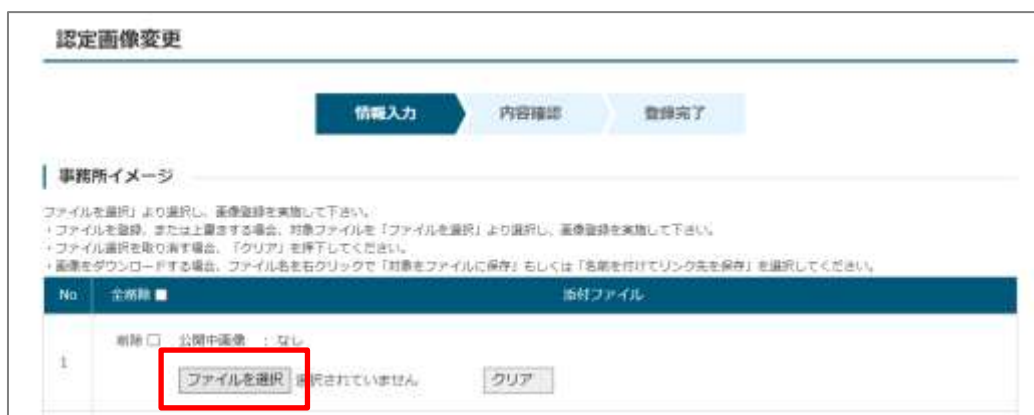 認定画像変更
情報入力 内容確認 登録完了
事務所イメージ
ファイルを選択」より選択し、画像登録を実施して下さい。
・ファイルを登録、または上書きする場合、対象ファイルを「ファイルを選択」より選択し、画像登録を実施して下さい。
・ファイル選択を取り消す場合、「クリア」を押下してください。
・画像をダウンロードする場合、ファイル名を右クリックで「対象をファイルに保存」もしくは「名前を付けてリンク先を保存」を選択してください。
No 全削除 添付ファイル
削除 公開中画像 : なし
1
ファイルを選択 選択されていません クリア